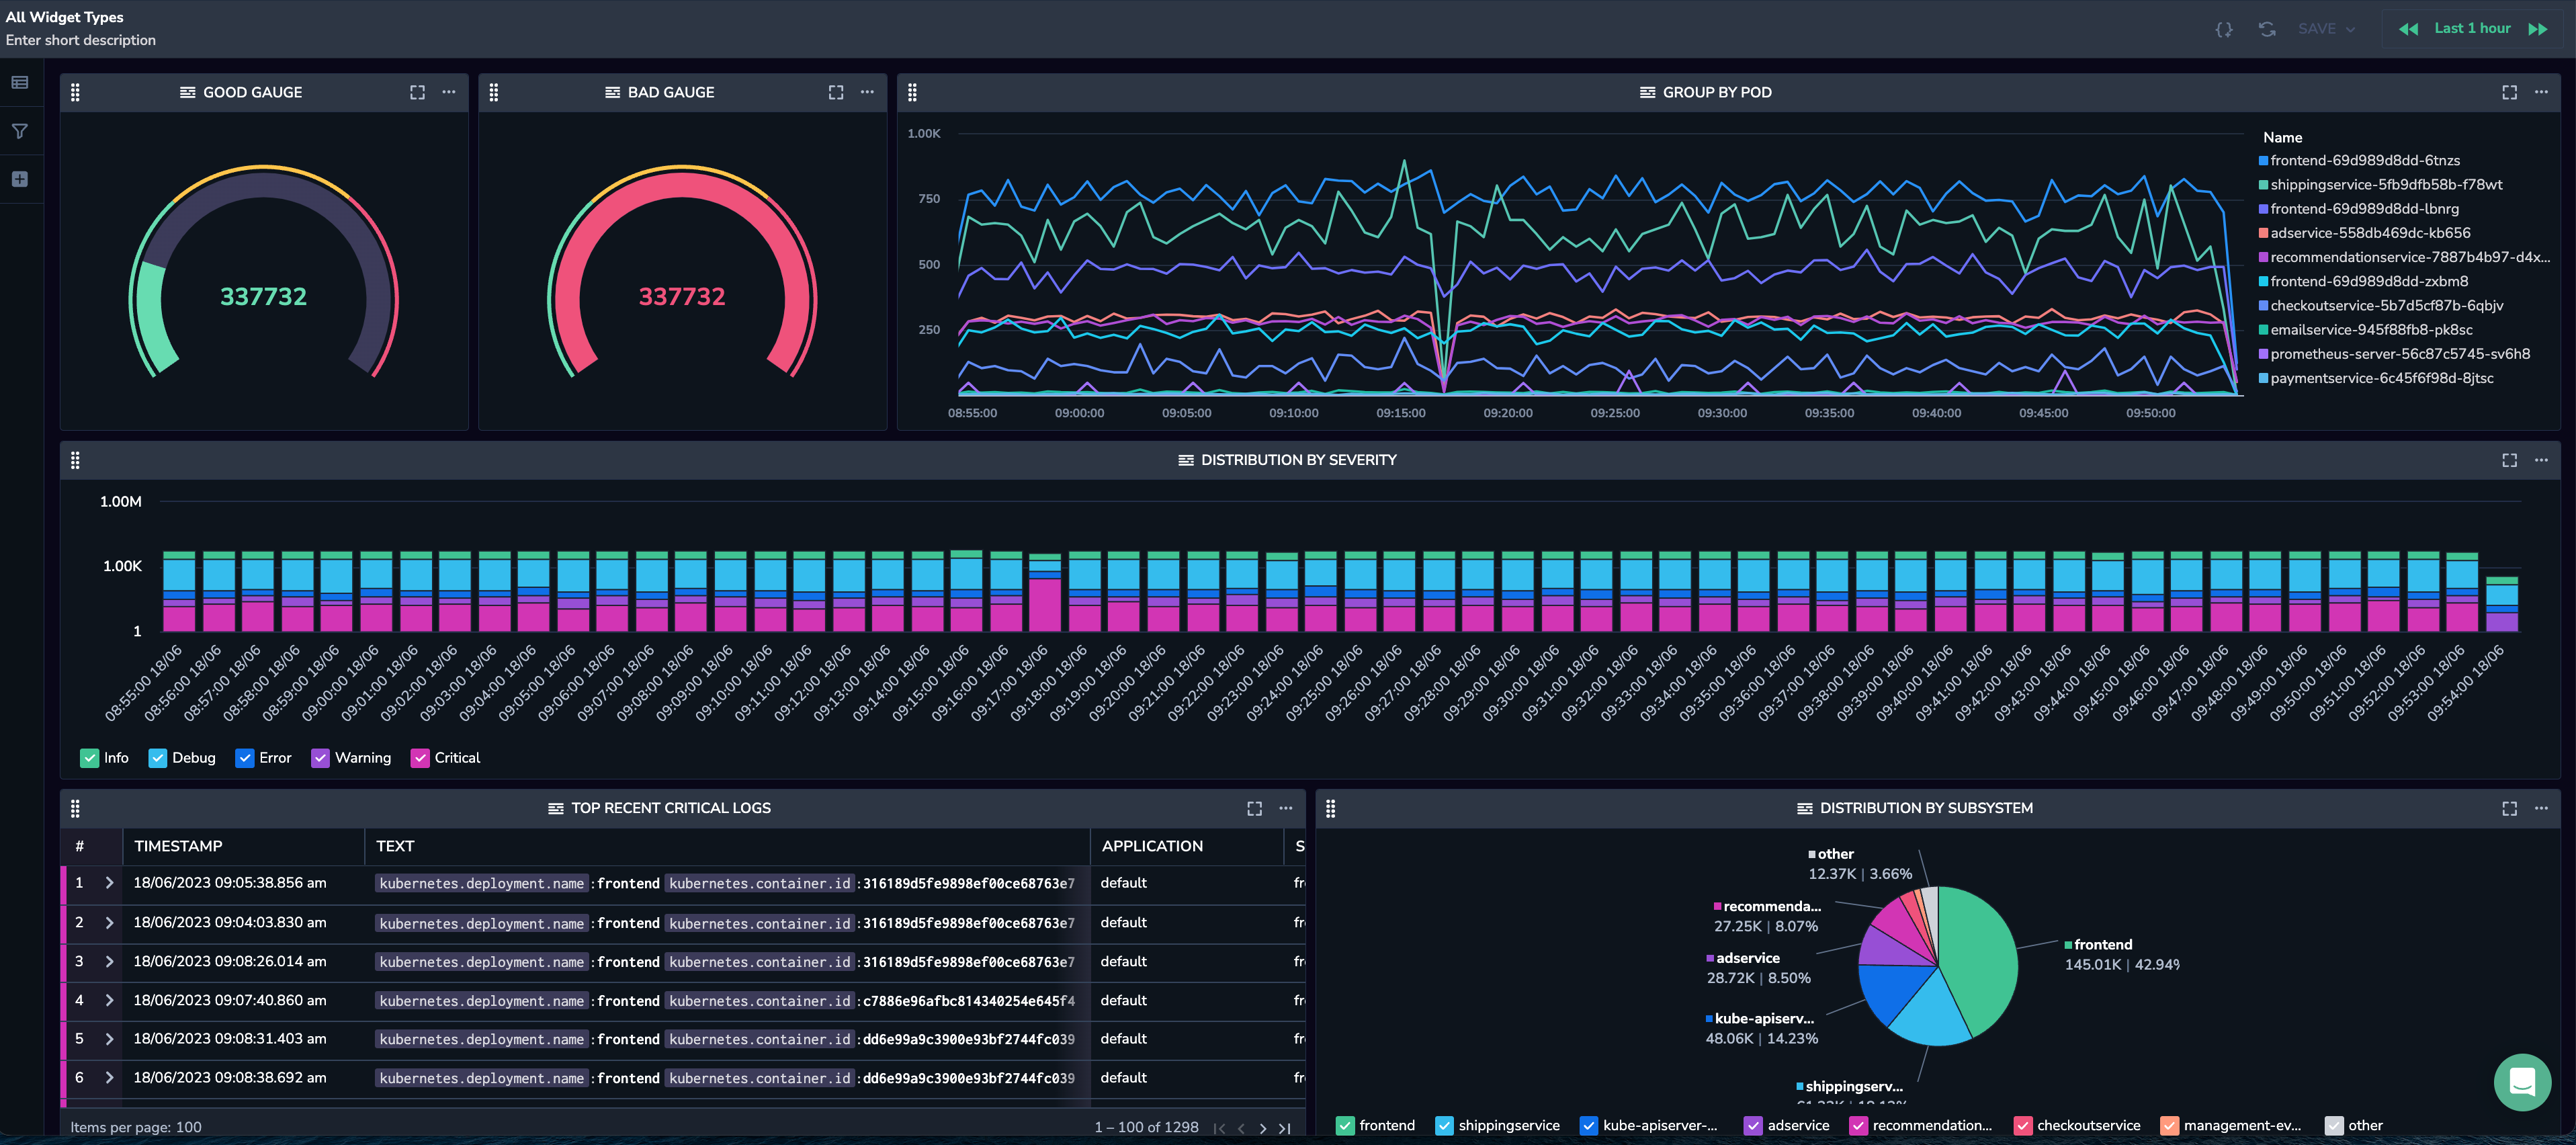 All Widget Types
Enter short description
SAVE
Last 1 hour
GOOD GAUGE
337732
BAD GAUGE
337732
GROUP BY POD
1.00K
750
500
250
08:55:00 09:00:00 09:05:00 09:10:00 09:15:00 09:20:00 09:25:00 09:30:00 09:35:00 09:40:00 09:45:00 09:50:00
Name
frontend-69d989d8dd-6tnzs
shippingservice-5fb9dfb58b-f78wt
frontend-69d989d8dd-lbnrg
adservice-558db469dc-kb656
recommendationservice-7887b4b97-d4x...
frontend-69d989d8dd-zxbm8
checkoutservice-5b7d5cf87b-6qbjv
emailservice-945f88fb8-pk8sc
prometheus-server-56c87c5745-sv6h8
paymentservice-6c45f6f98d-8jtsc
DISTRIBUTION BY SEVERITY
1.00M
1.00K
1
08:55:00 18/06
08:56:00 18/06
08:57:00 18/06
08:58:00 18/06
08:59:00 18/06
09:00:00 18/06
09:01:00 18/06
09:02:00 18/06
09:03:00 18/06
09:04:00 18/06
09:05:00 18/06
09:06:00 18/06
09:07:00 18/06
09:08:00 18/06
09:09:00 18/06
09:10:00 18/06
09:11:00 18/06
09:12:00 18/06
09:13:00 18/06
09:14:00 18/06
09:15:00 18/06
09:16:00 18/06
09:17:00 18/06
09:18:00 18/06
09:19:00 18/06
09:20:00 18/06
09:21:00 18/06
09:22:00 18/06
09:23:00 18/06
09:24:00 18/06
09:25:00 18/06
09:26:00 18/06
09:27:00 18/06
09:28:00 18/06
09:29:00 18/06
09:30:00 18/06
09:31:00 18/06
09:32:00 18/06
09:33:00 18/06
09:34:00 18/06
09:35:00 18/06
09:36:00 18/06
09:37:00 18/06
09:38:00 18/06
09:39:00 18/06
09:40:00 18/06
09:41:00 18/06
09:42:00 18/06
09:43:00 18/06
09:44:00 18/06
09:45:00 18/06
09:46:00 18/06
09:47:00 18/06
09:48:00 18/06
09:49:00 18/06
09:50:00 18/06
09:51:00 18/06
09:52:00 18/06
09:53:00 18/06
09:54:00 18/06
Info Debug Error Warning Critical
TOP RECENT CRITICAL LOGS
# TIMESTAMP TEXT APPLICATION S
1 18/06/2023 09:05:38.856 am kubernetes.deployment.name:frontend kubernetes.container.id:316189d5fe9898ef00ce68763e7 default fr
2 18/06/2023 09:04:03.830 am kubernetes.deployment.name:frontend kubernetes.container.id:316189d5fe9898ef00ce68763e7 default fr
3 18/06/2023 09:08:26.014 am kubernetes.deployment.name:frontend kubernetes.container.id:316189d5fe9898ef00ce68763e7 default fr
4 18/06/2023 09:07:40.860 am kubernetes.deployment.name:frontend kubernetes.container.id:c7886e96afbc814340254e645f4 default fr
5 18/06/2023 09:08:31.403 am kubernetes.deployment.name:frontend kubernetes.container.id:dd6e99a9c3900e93bf2744fc039 default fr
6 18/06/2023 09:08:38.692 am kubernetes.deployment.name:frontend kubernetes.container.id:dd6e99a9c3900e93bf2744fc039 default fr
Items per page: 100
1 – 100 of 1298
DISTRIBUTION BY SUBSYSTEM
other
12.37K | 3.66%
recommenda...
27.25K | 8.07%
adservice
28.72K | 8.50%
kube-apiserv...
48.06K | 14.23%
shippingserv...
frontend
145.01K | 42.94%
frontend shippingservice kube-apiserver-... adservice recommendation... checkoutservice management-ev... other